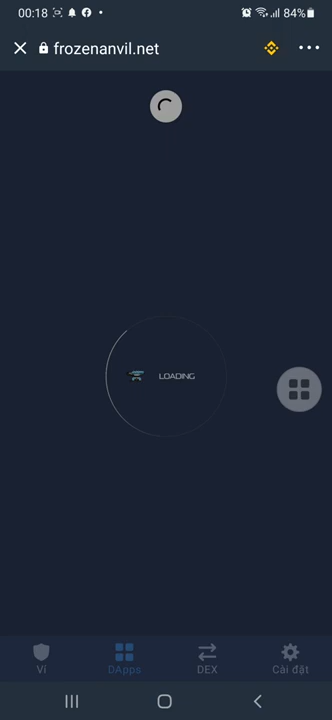 00:18 84%
frozenanvil.net
LOADING
Ví DApps DEX Cài đặt